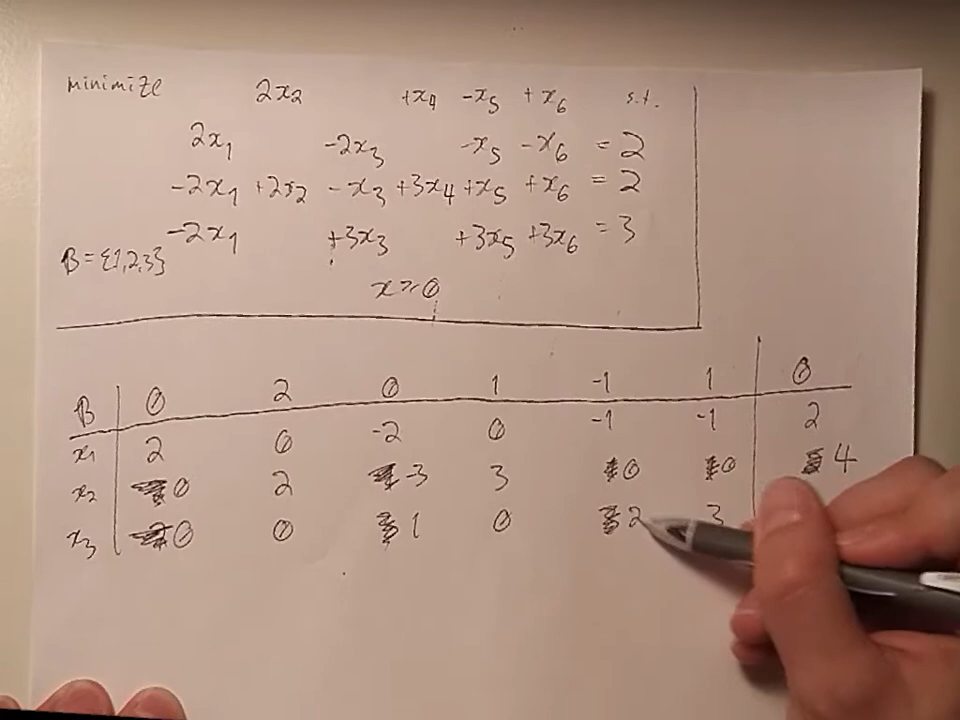 minimize 2x₂ +x₄ -x₅ +x₆ s.t.
2x₁ -2x₃ -x₅ -x₆ = 2
-2x₁ +2x₂ -x₃ +3x₄ +x₅ +x₆ = 2
-2x₁ +3x₃ +3x₅ +3x₆ = 3
B = {1,2,3}
x ≥ 0
B 0 2 0 1 -1 1 0
x₁ 2 0 -2 0 -1 -1 2
x₂ 0 2 -3 3 0 0 4
x₃ 0 0 1 0 2 3